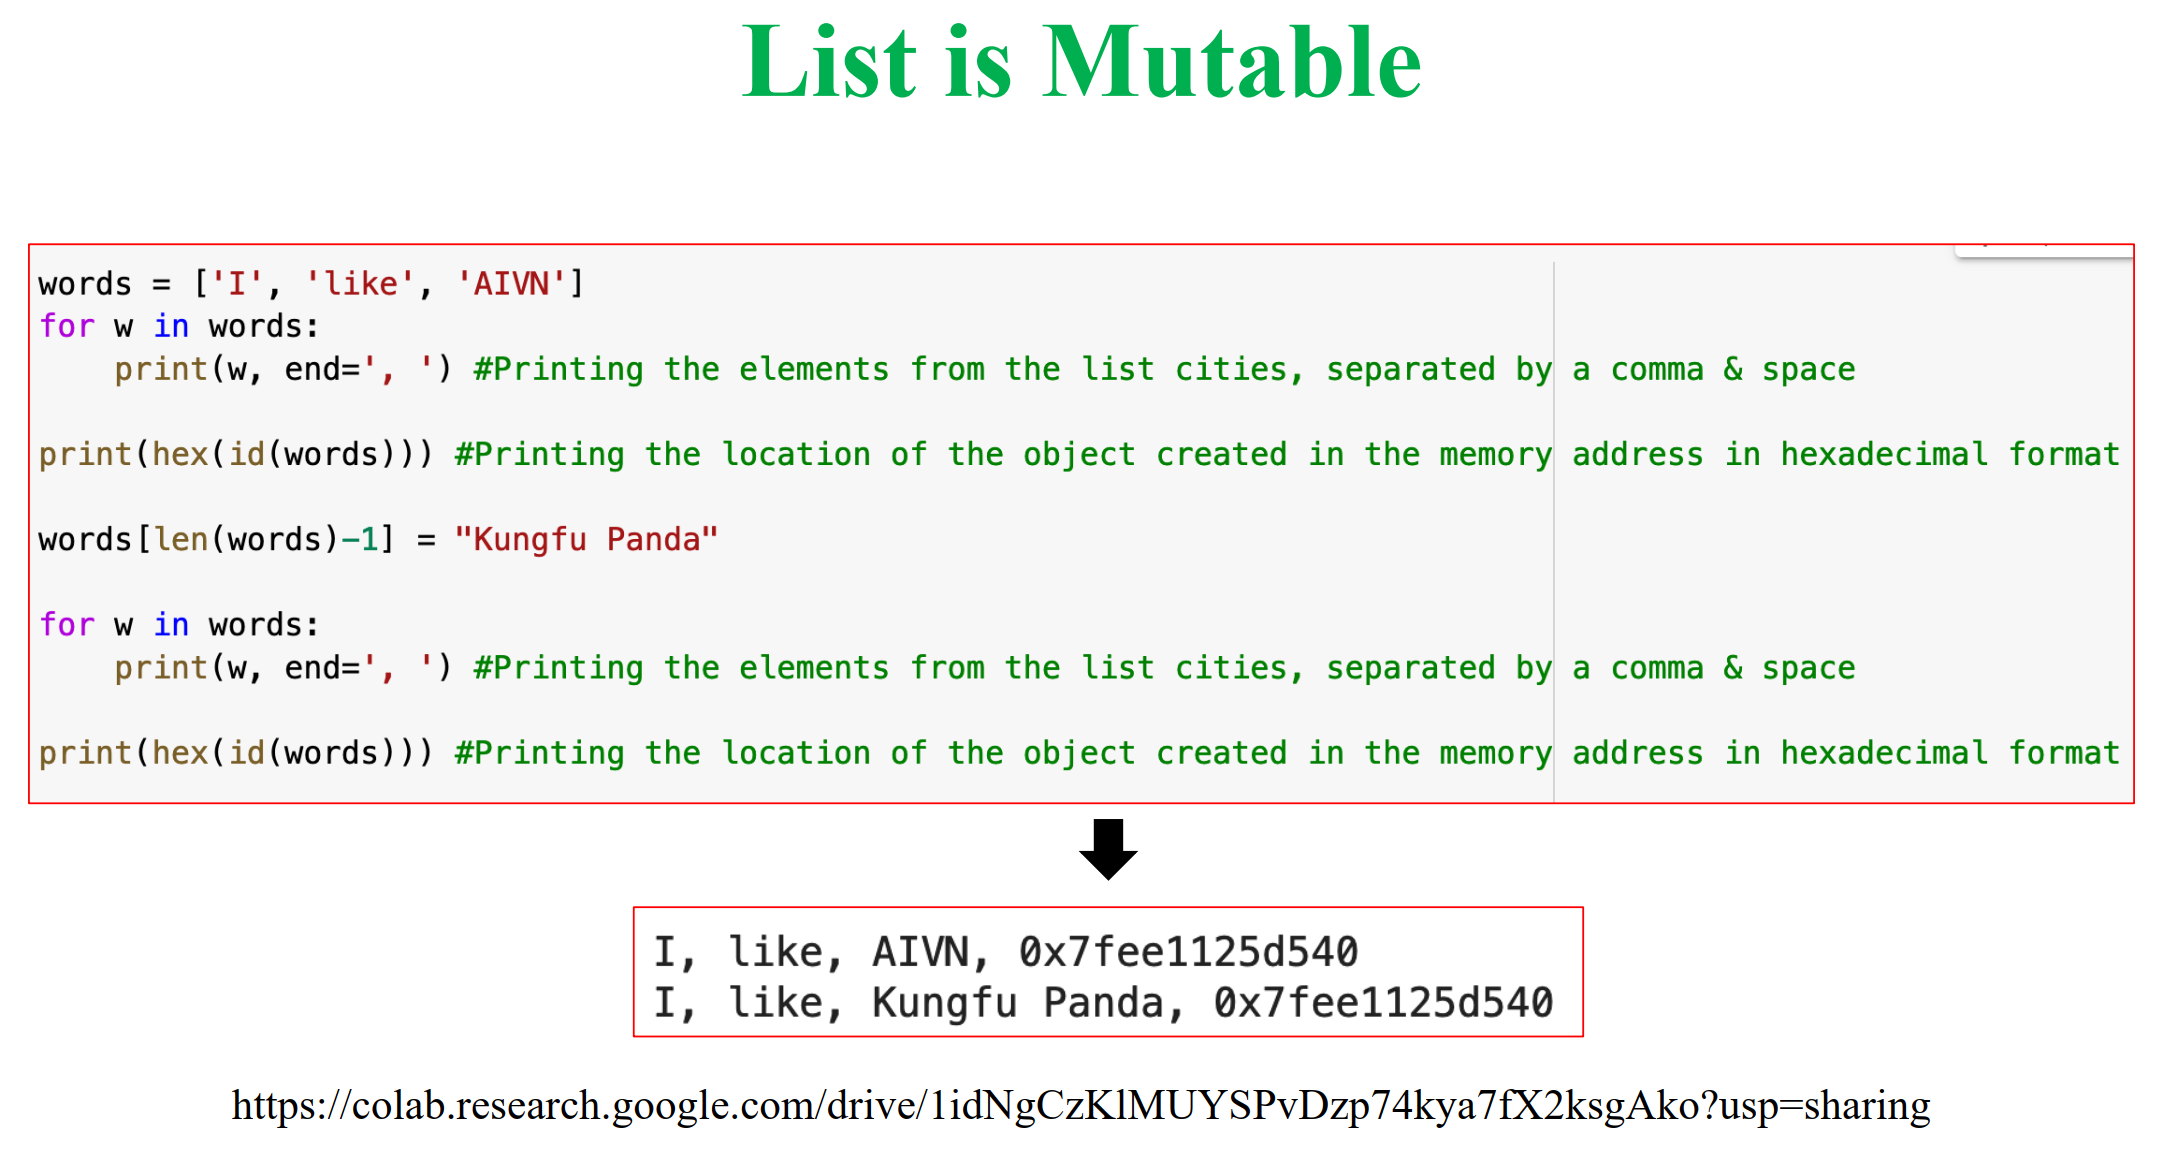 List is Mutable
words = ['I', 'like', 'AIVN']
for w in words:
    print(w, end=', ') #Printing the elements from the list cities, separated by a comma & space
print(hex(id(words))) #Printing the location of the object created in the memory address in hexadecimal format
words[len(words)-1] = "Kungfu Panda"
for w in words:
    print(w, end=', ') #Printing the elements from the list cities, separated by a comma & space
print(hex(id(words))) #Printing the location of the object created in the memory address in hexadecimal format
I, like, AIVN, 0x7fee1125d540
I, like, Kungfu Panda, 0x7fee1125d540
https://colab.research.google.com/drive/1idNgCzKlMUYSPvDzp74kya7fX2ksgAko?usp=sharing